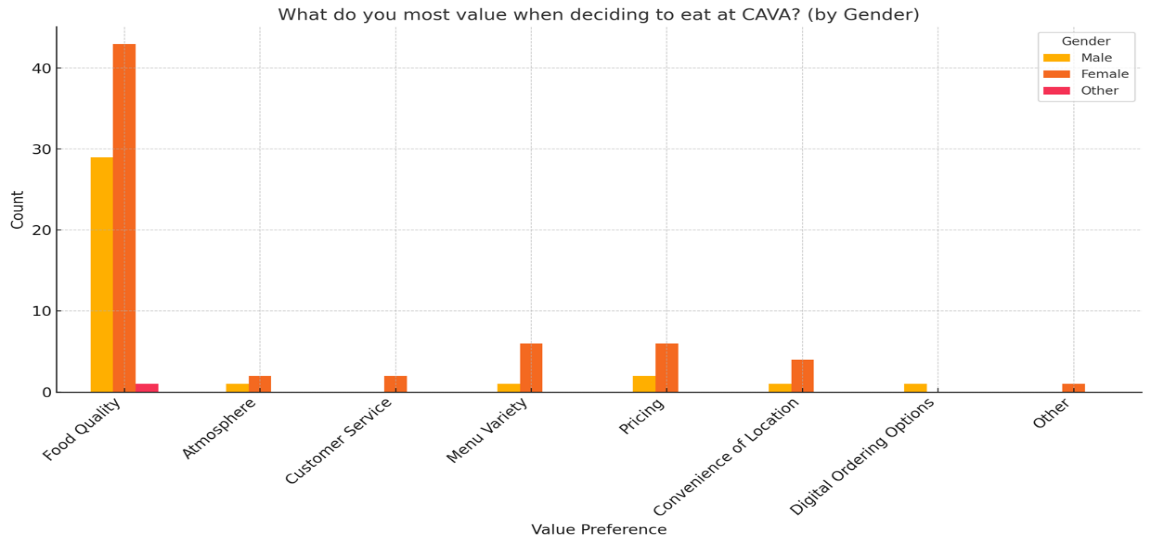 What do you most value when deciding to eat at CAVA? (by Gender)
Gender
Male
Female
Other
Count
40
30
20
10
0
Food Quality
Atmosphere
Customer Service
Menu Variety
Pricing
Convenience of Location
Digital Ordering Options
Other
Value Preference